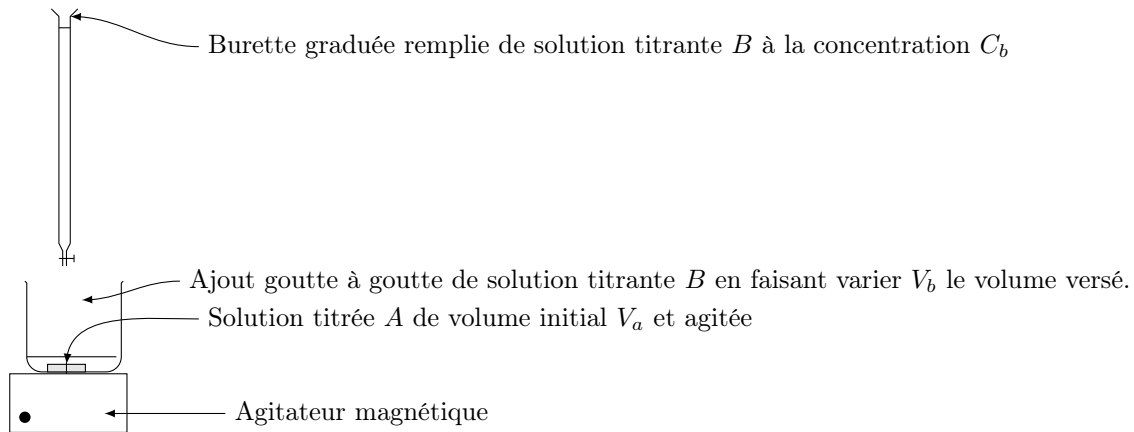 Burette graduée remplie de solution titrante B à la concentration C_b
Ajout goutte à goutte de solution titrante B en faisant varier V_b le volume versé.
Solution titrée A de volume initial V_a et agitée
Agitateur magnétique